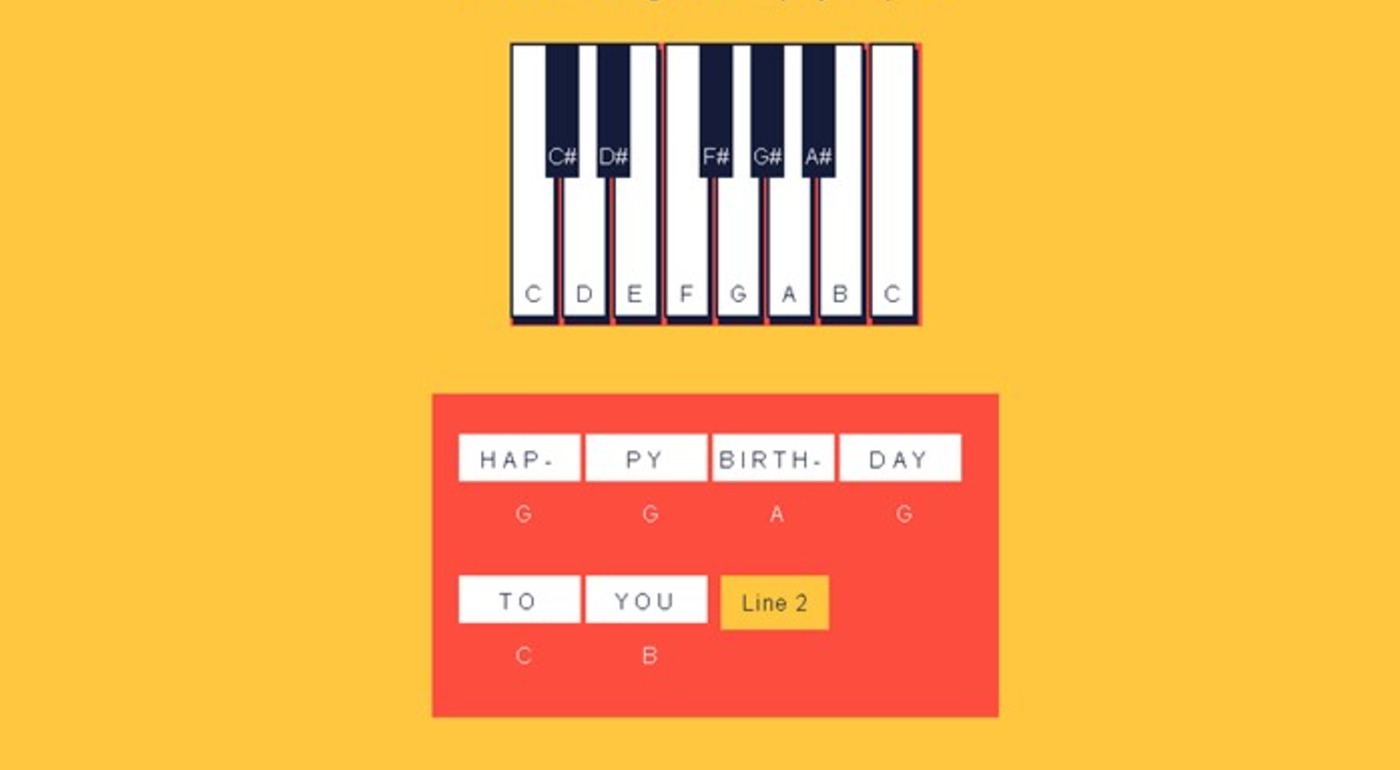 C# D# F# G# A#
C D E F G A B C
HAP- PY BIRTH- DAY
G G A G
TO YOU Line 2
C B